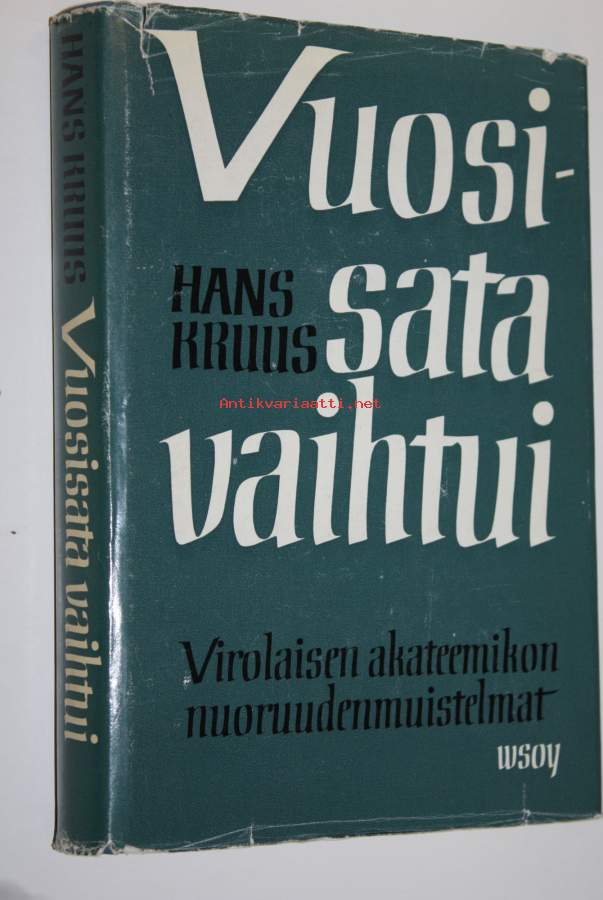 HANS KRUUS Vuosisata vaihtui
Vuosi-
HANS
sata
KRUUS
Antikvariaatti.net
vaihtui
Virolaisen akateemikon
nuoruudenmuistelmat
wsoy